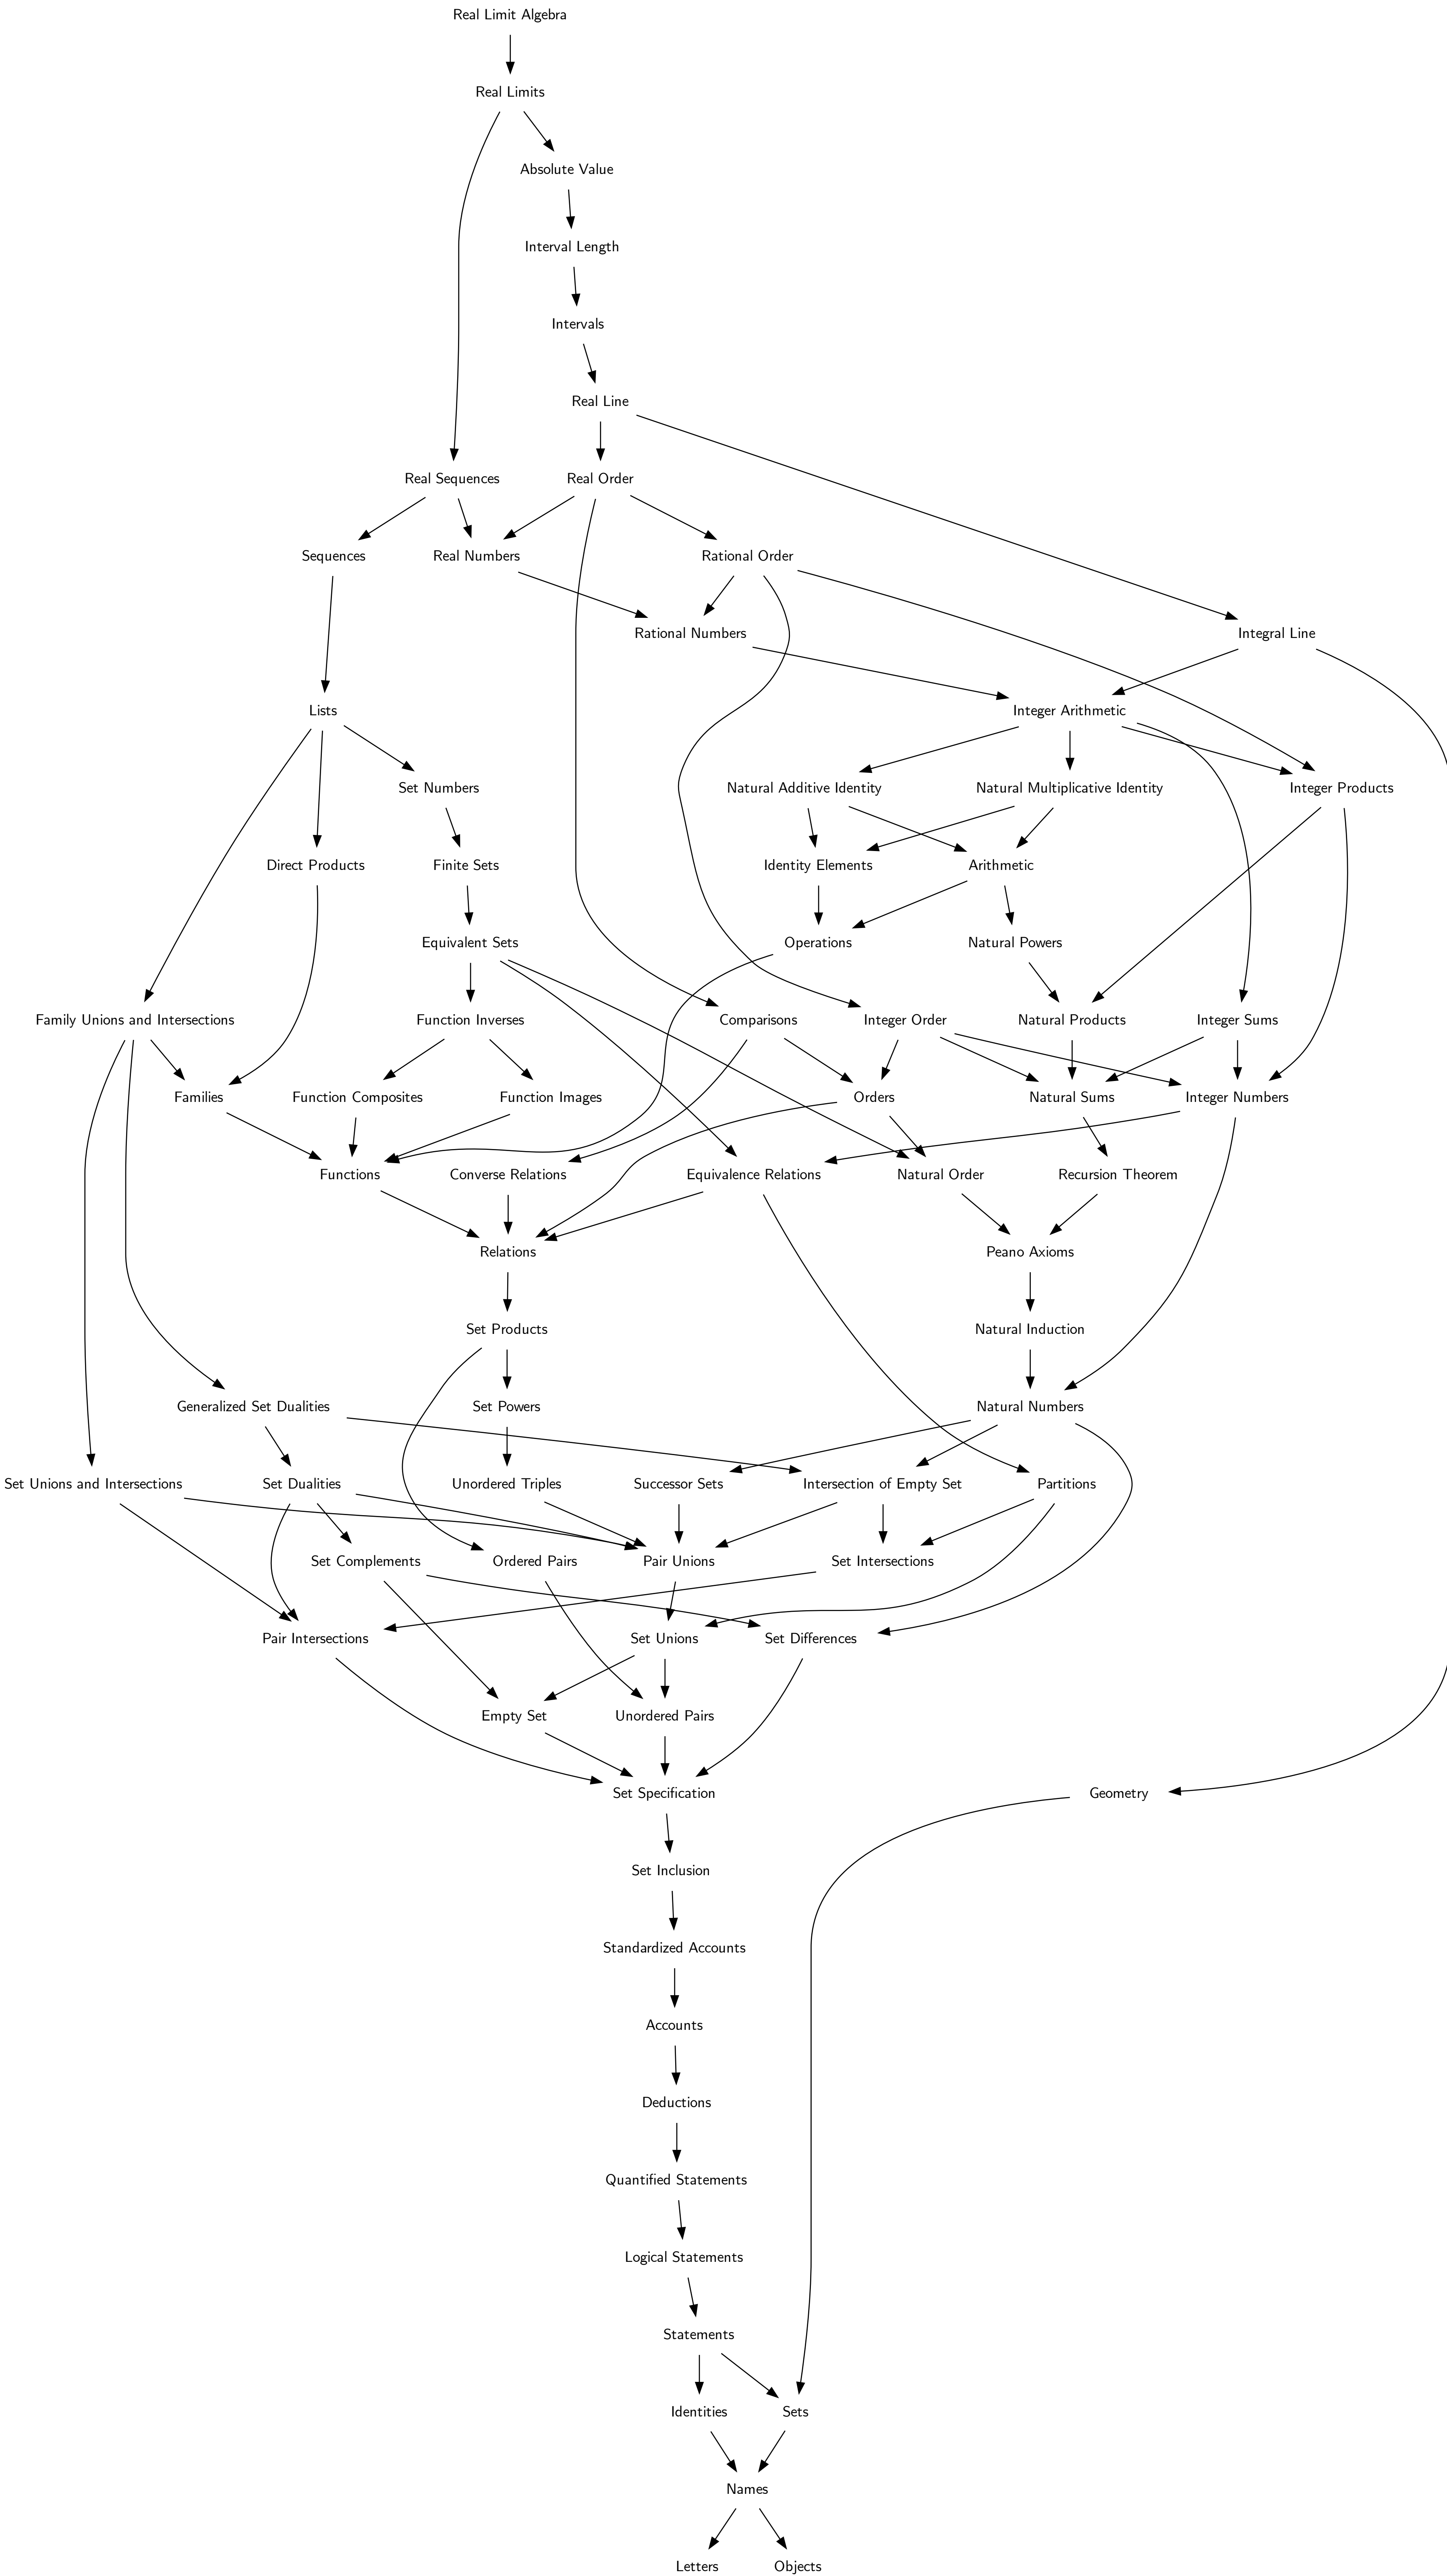 Real Limit Algebra
Real Limits
Absolute Value
Interval Length
Intervals
Real Line
Real Sequences
Real Order
Sequences
Real Numbers
Rational Order
Rational Numbers
Integral Line
Lists
Integer Arithmetic
Set Numbers
Natural Additive Identity
Natural Multiplicative Identity
Integer Products
Direct Products
Finite Sets
Identity Elements
Arithmetic
Equivalent Sets
Operations
Natural Powers
Family Unions and Intersections
Function Inverses
Comparisons
Integer Order
Natural Products
Integer Sums
Families
Function Composites
Function Images
Orders
Natural Sums
Integer Numbers
Functions
Converse Relations
Equivalence Relations
Natural Order
Recursion Theorem
Relations
Peano Axioms
Set Products
Natural Induction
Generalized Set Dualities
Set Powers
Natural Numbers
Set Unions and Intersections
Set Dualities
Unordered Triples
Successor Sets
Intersection of Empty Set
Partitions
Set Complements
Ordered Pairs
Pair Unions
Set Intersections
Pair Intersections
Set Unions
Set Differences
Empty Set
Unordered Pairs
Set Specification
Geometry
Set Inclusion
Standardized Accounts
Accounts
Deductions
Quantified Statements
Logical Statements
Statements
Identities
Sets
Names
Letters
Objects